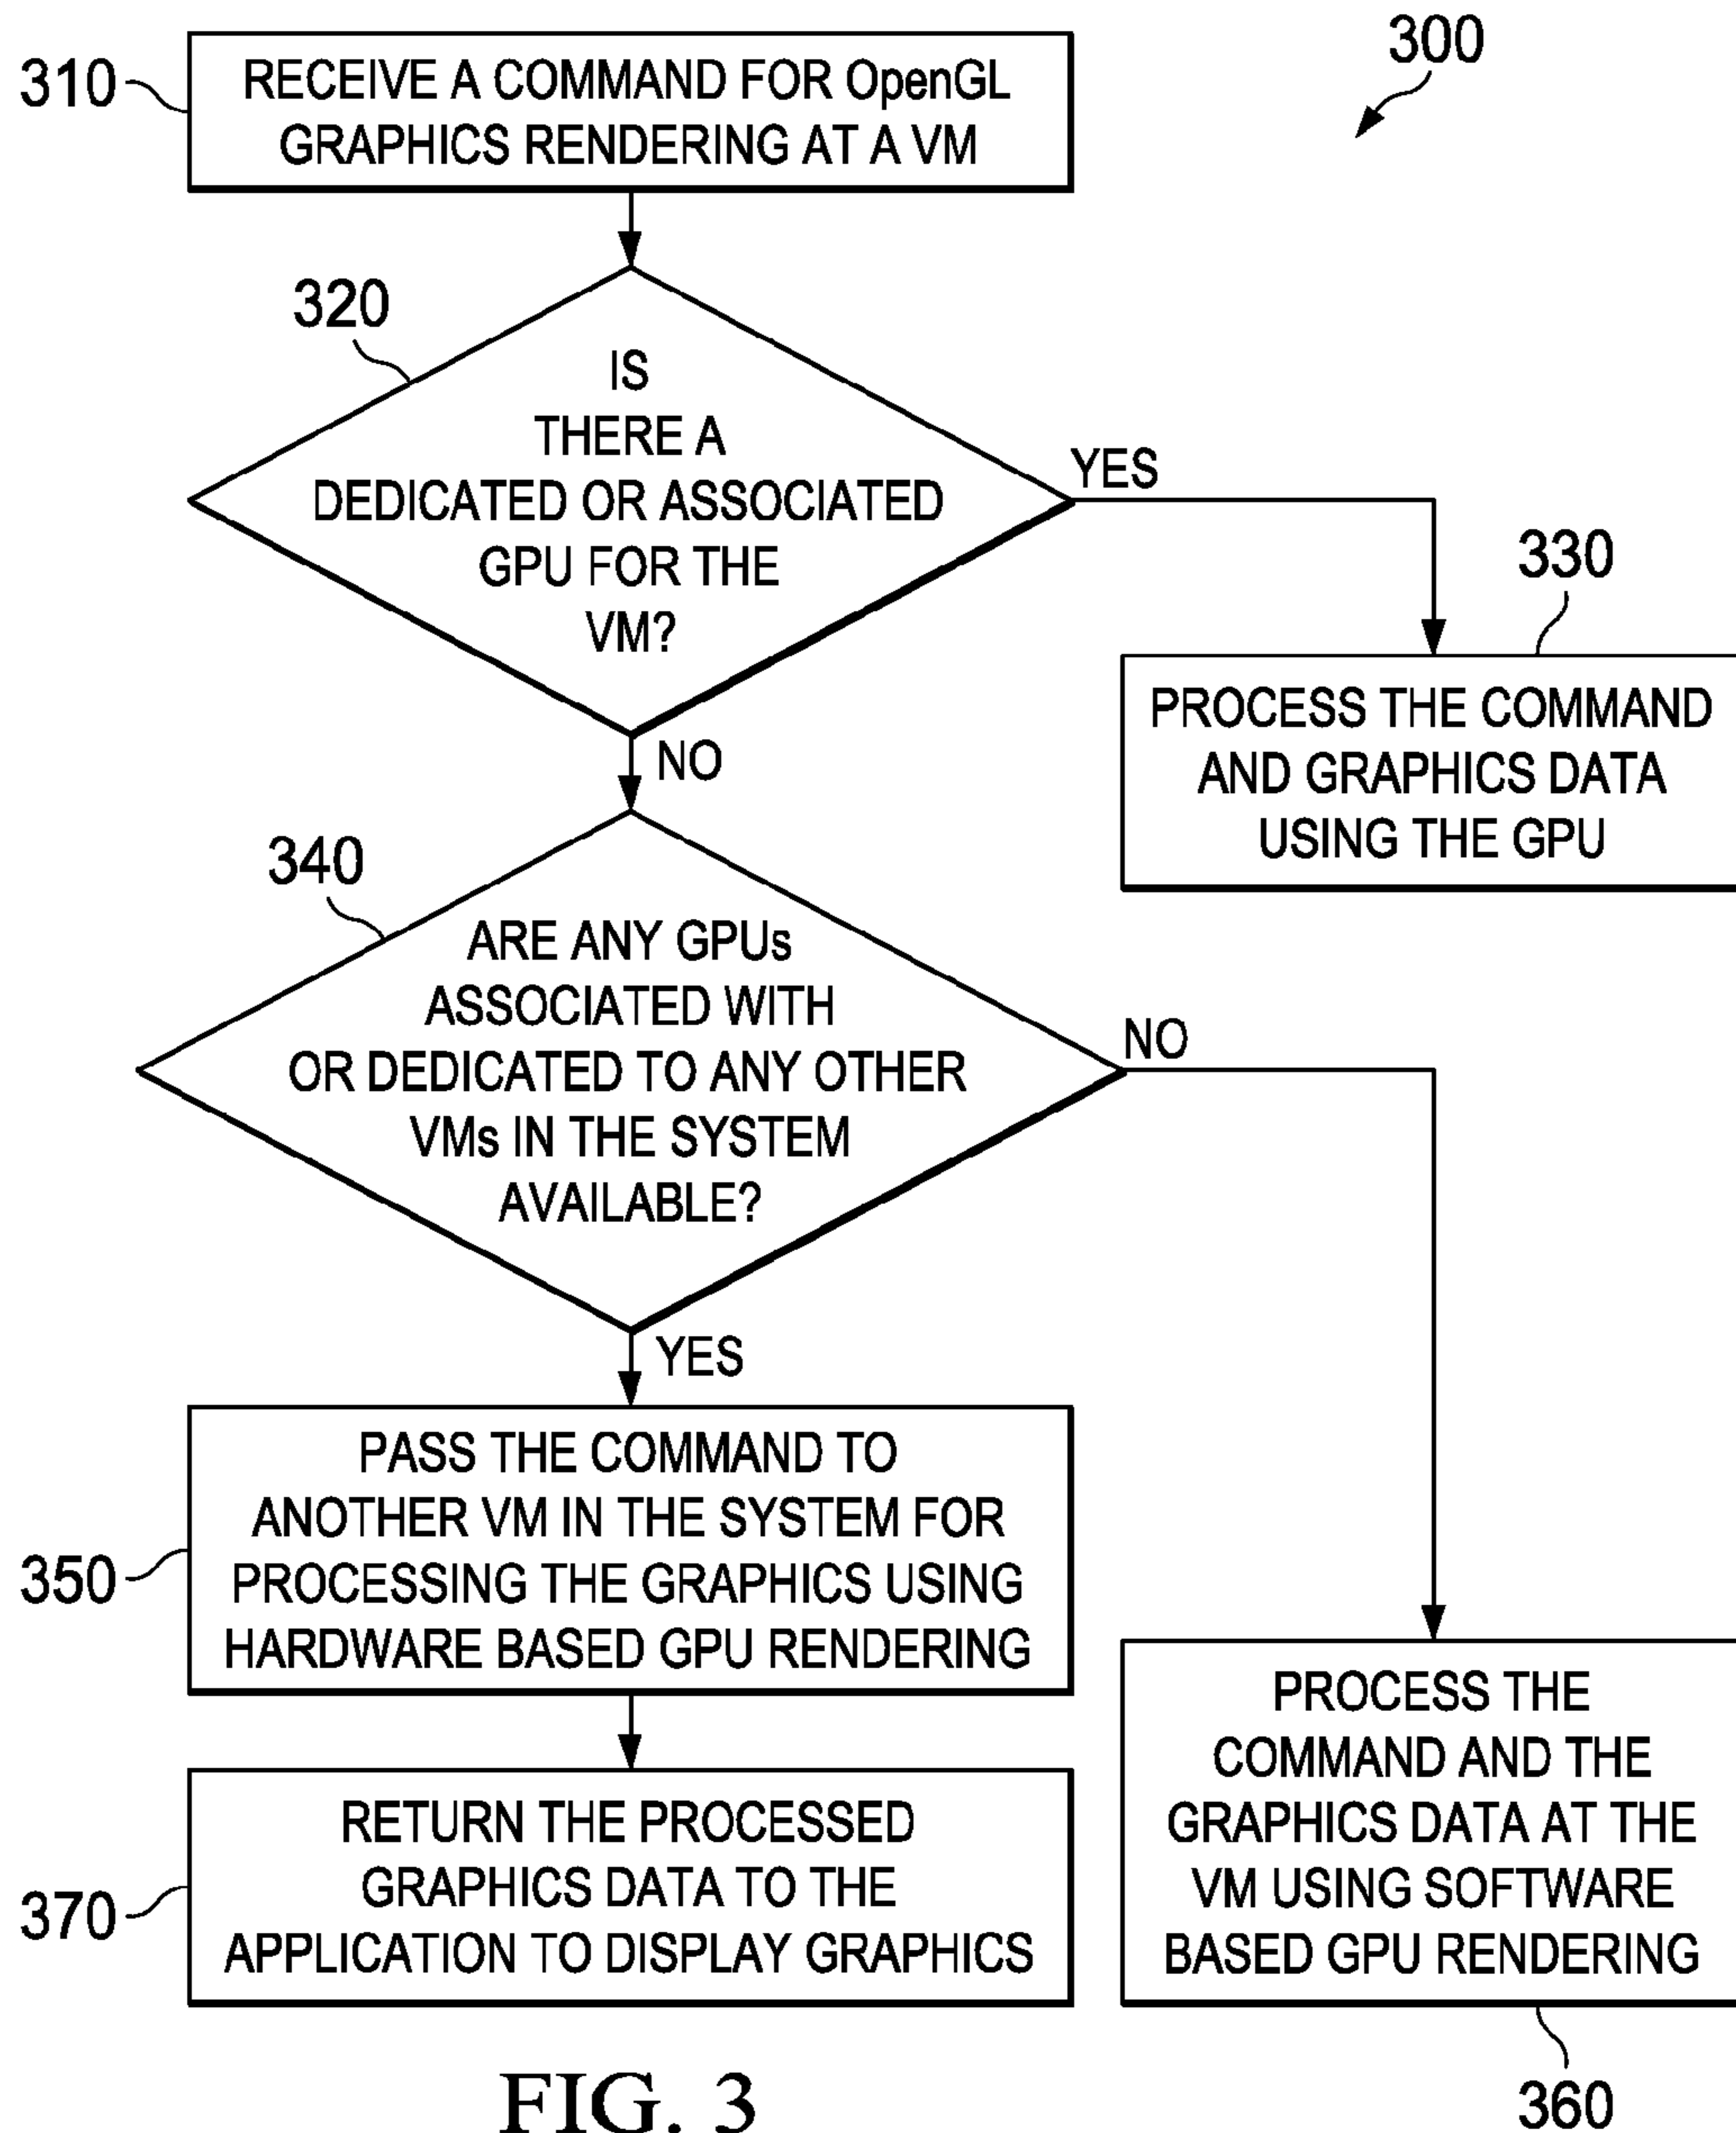 300
310
RECEIVE A COMMAND FOR OpenGL
GRAPHICS RENDERING AT A VM
320
IS
THERE A
DEDICATED OR ASSOCIATED
GPU FOR THE
VM?
YES
NO
330
PROCESS THE COMMAND
AND GRAPHICS DATA
USING THE GPU
340
ARE ANY GPUs
ASSOCIATED WITH
OR DEDICATED TO ANY OTHER
VMs IN THE SYSTEM
AVAILABLE?
NO
YES
350
PASS THE COMMAND TO
ANOTHER VM IN THE SYSTEM FOR
PROCESSING THE GRAPHICS USING
HARDWARE BASED GPU RENDERING
PROCESS THE
COMMAND AND THE
GRAPHICS DATA AT THE
VM USING SOFTWARE
BASED GPU RENDERING
360
370
RETURN THE PROCESSED
GRAPHICS DATA TO THE
APPLICATION TO DISPLAY GRAPHICS
FIG. 3